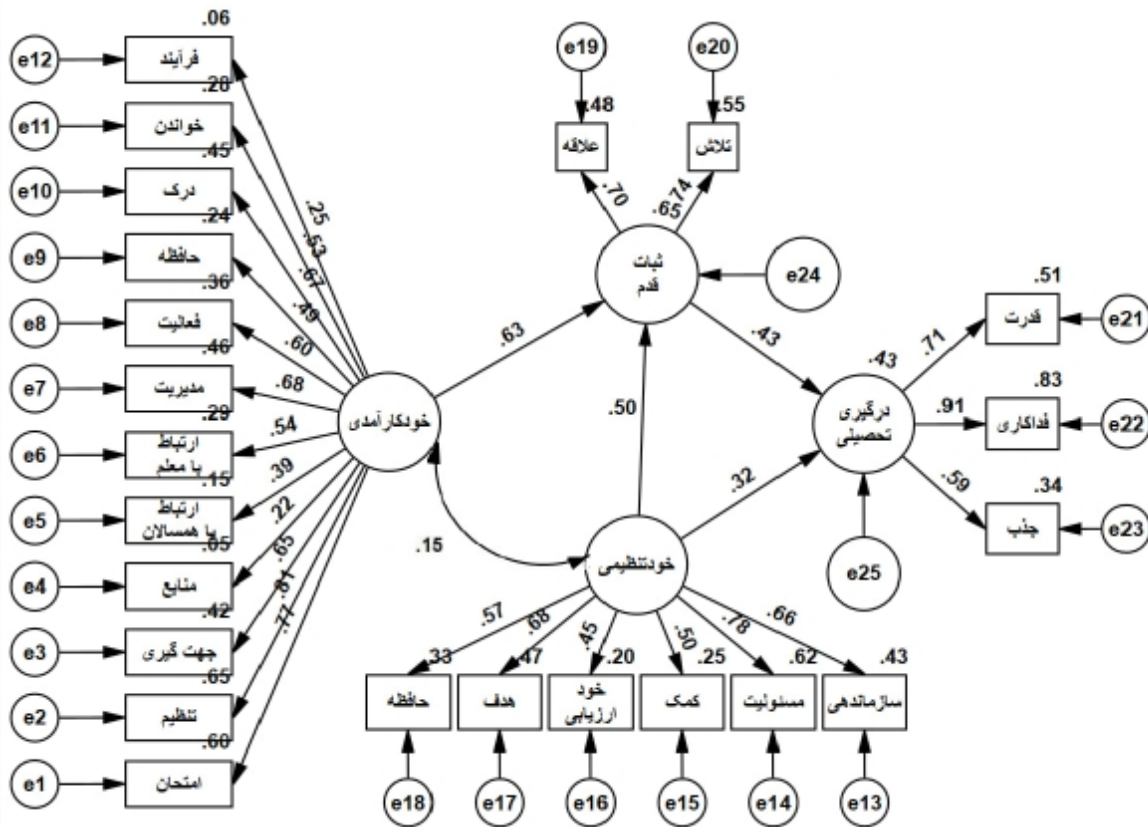 .06
e12
فرآیند
.28
e11
خواندن
.45
e10
درک
.24
e9
حافظه
.36
e8
فعالیت
.46
e7
مدیریت
.29
e6
ارتباط
با معلم
.15
e5
ارتباط
با همسالان
.05
e4
منابع
.42
e3
جهت گیری
.65
e2
تنظیم
.60
e1
امتحان
.25
.53
.67
.49
.60
.68
.54
.39
.22
.65
.81
.77
خودکارآمدی
.63
.15
e19
e20
.48
.55
علاقه
تلاش
.70
.74
.65
ثبات
قدم
e24
.43
.50
.32
.43
درگیری
تحصیلی
e25
.71
.91
.59
.51
قدرت
e21
.83
فداکاری
e22
.34
جذب
e23
خودتنظیمی
.57
.68
.45
.50
.78
.66
.33
.47
.20
.25
.62
.43
حافظه
هدف
خود
ارزیابی
کمک
مسئولیت
سازماندهی
e18
e17
e16
e15
e14
e13